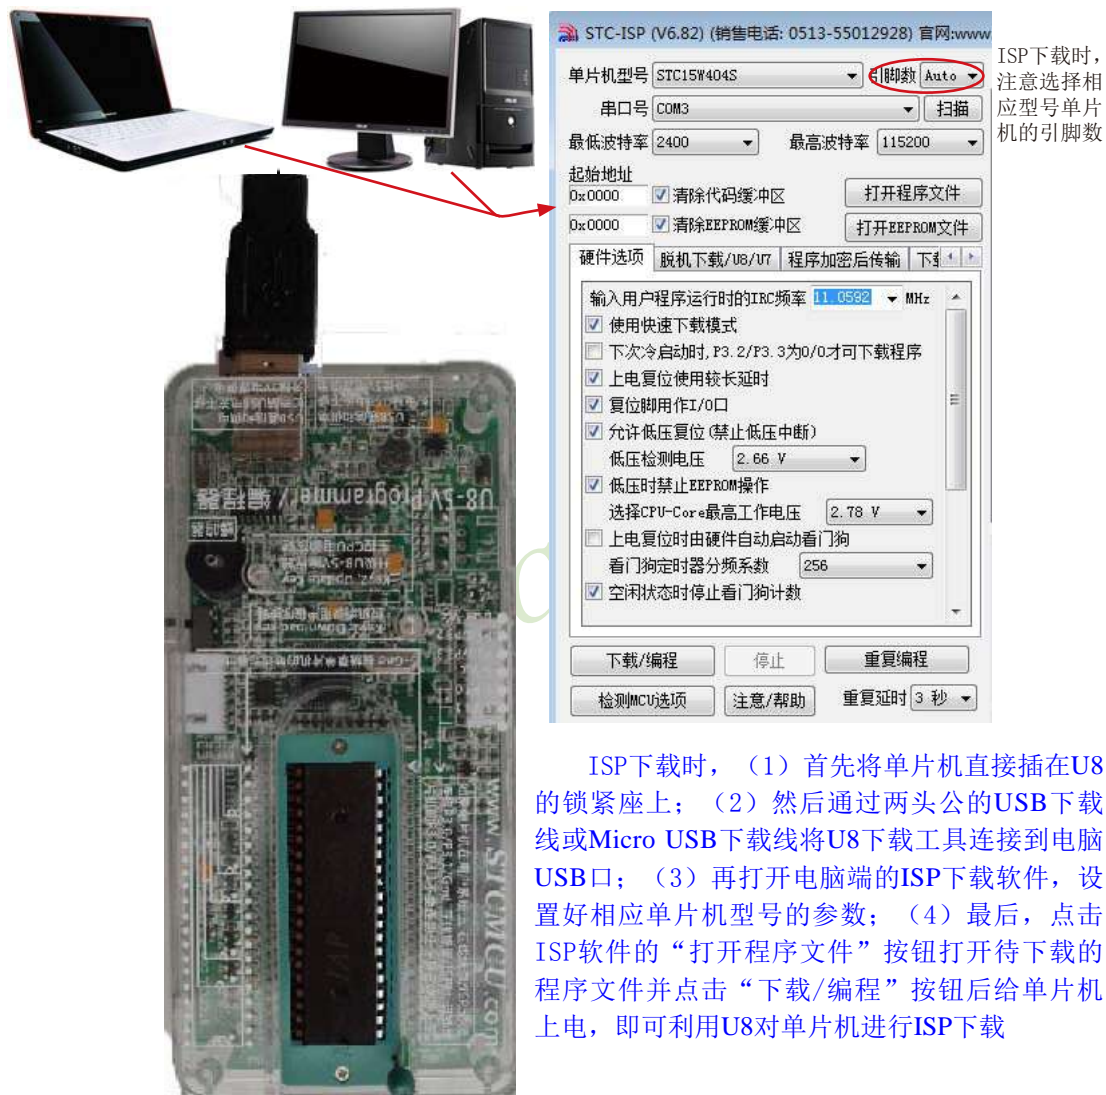 STC-ISP (V6.82) (销售电话: 0513-55012928) 官网:www
单片机型号 STC15W404S 引脚数 Auto
串口号 COM3 扫描
最低波特率 2400 最高波特率 115200
起始地址
0x0000 清除代码缓冲区 打开程序文件
0x0000 清除EEPROM缓冲区 打开EEPROM文件
硬件选项 脱机下载/U8/U7 程序加密后传输
输入用户程序运行时的IRC频率 11.0592 MHz
使用快速下载模式
下次冷启动时,P3.2/P3.3为0/0才可下载程序
上电复位使用较长延时
复位脚用作I/O口
允许低压复位(禁止低压中断)
低压检测电压 2.66 V
低压时禁止EEPROM操作
选择CPU-Core最高工作电压 2.78 V
上电复位时由硬件自动启动看门狗
看门狗定时器分频系数 256
空闲状态时停止看门狗计数
下载/编程 停止 重复编程
检测MCU选项 注意/帮助 重复延时 3 秒
ISP下载时，
注意选择相
应型号单片
机的引脚数
U8-5V Programmer/编程器
www.STCMCU.com
ISP下载时，（1）首先将单片机直接插在U8
的锁紧座上；（2）然后通过两头公的USB下载
线或Micro USB下载线将U8下载工具连接到电脑
USB口；（3）再打开电脑端的ISP下载软件，设
置好相应单片机型号的参数；（4）最后，点击
ISP软件的“打开程序文件”按钮打开待下载的
程序文件并点击“下载/编程”按钮后给单片机
上电，即可利用U8对单片机进行ISP下载